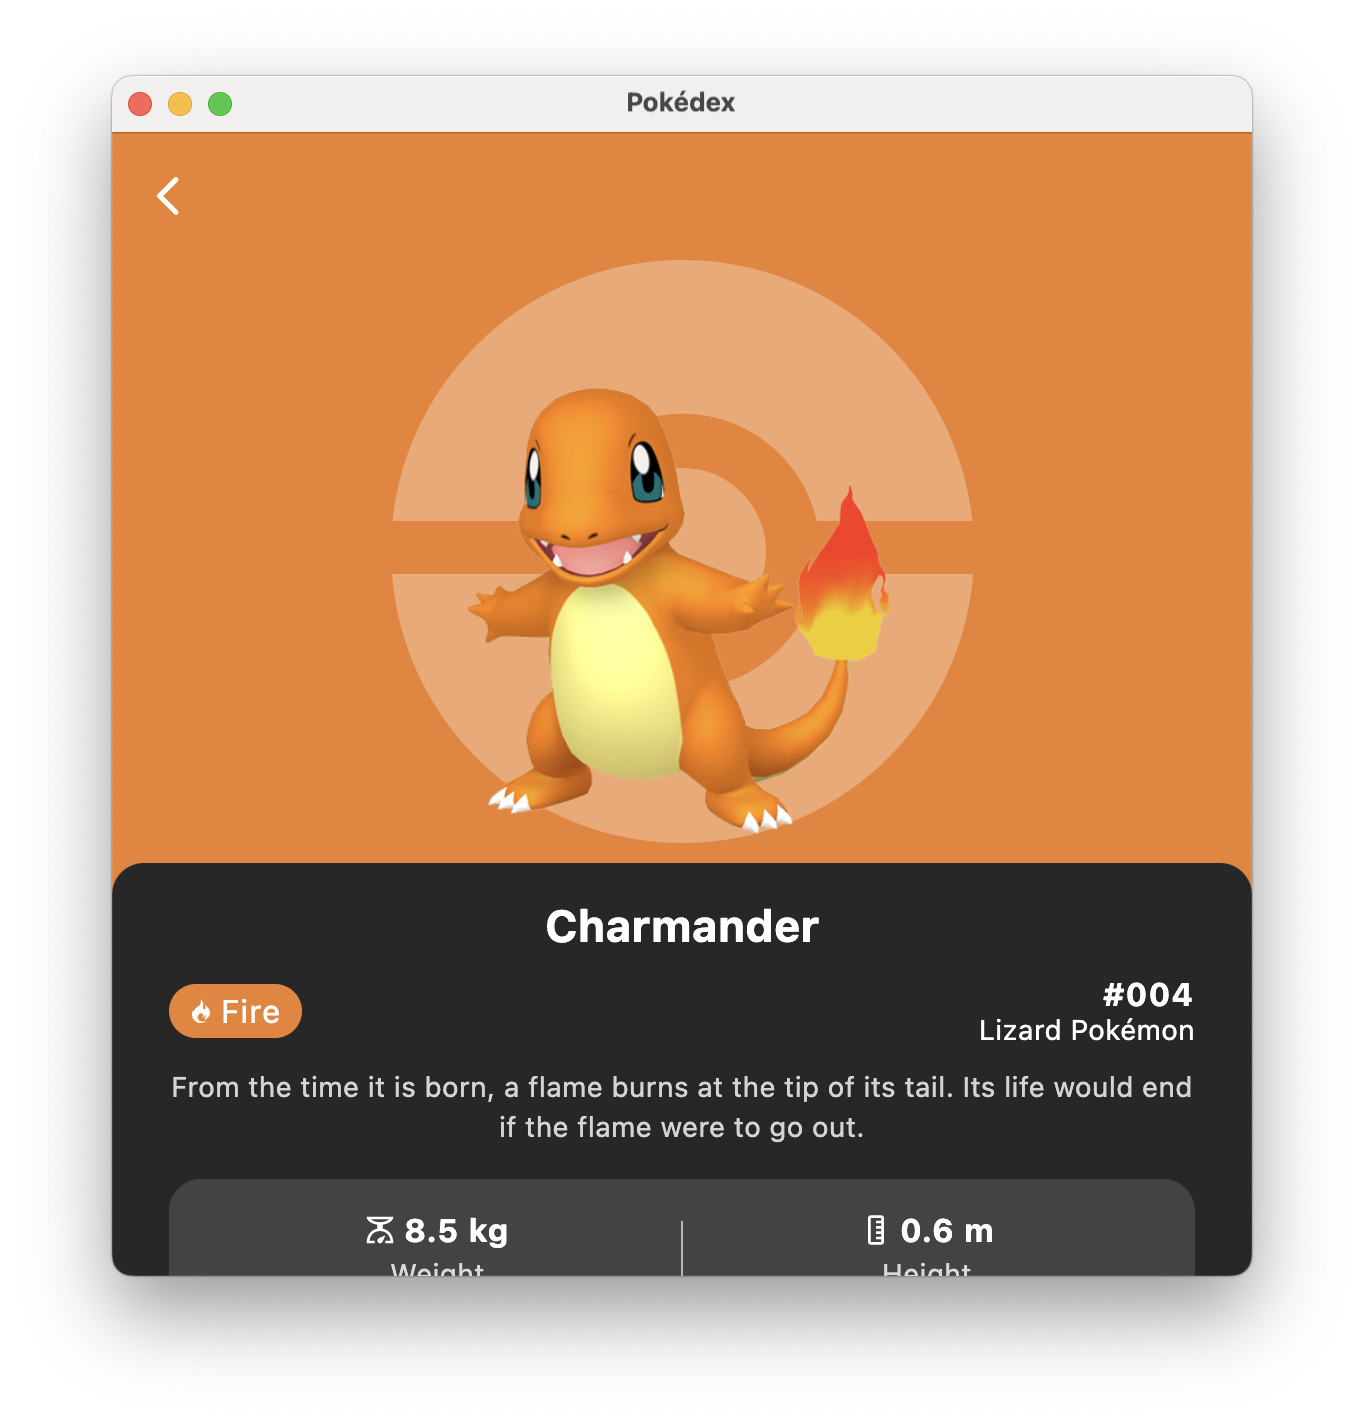 Pokédex
Charmander
Fire
#004
Lizard Pokémon
From the time it is born, a flame burns at the tip of its tail. Its life would end
if the flame were to go out.
8.5 kg
0.6 m
Weight
Height